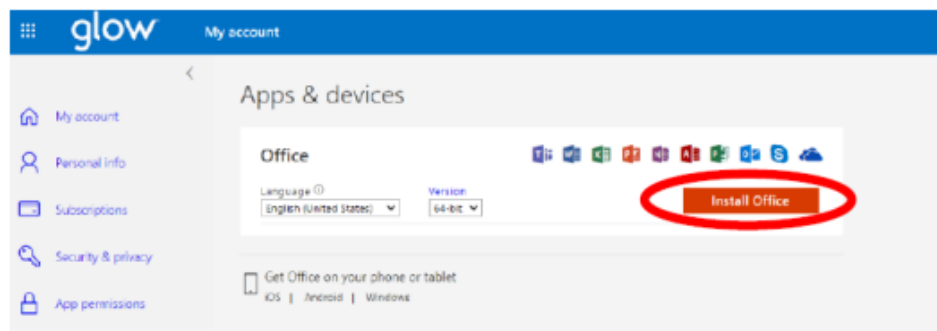 glow
My account
Apps & devices
My account
Personal info
Subscriptions
Security & privacy
App permissions
Office
Language
Version
English (United States)
64-bit
Install Office
Get Office on your phone or tablet
iOS | Android | Windows